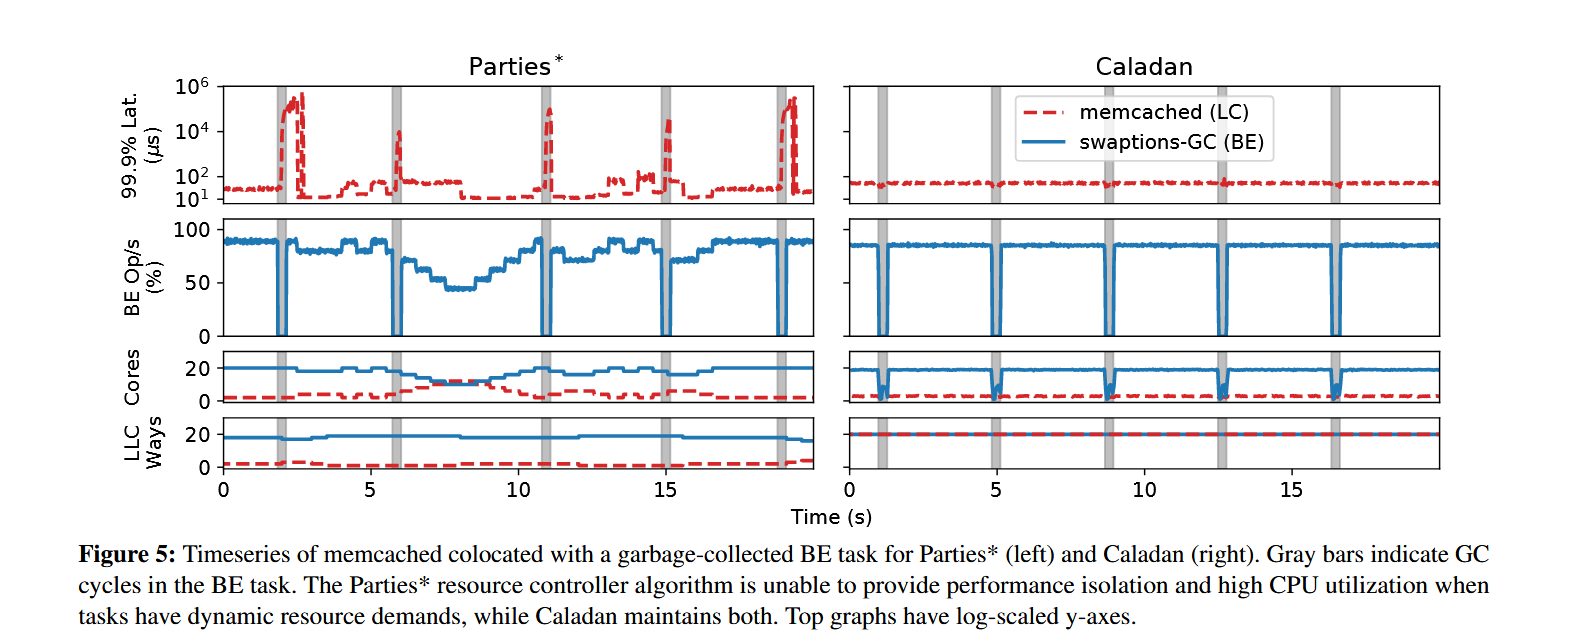 Parties*
Caladan
99.9% Lat.
(μs)
10⁶
10⁴
10²
10¹
memcached (LC)
swaptions-GC (BE)
BE Op/s
(%)
100
50
0
Cores
20
0
LLC
Ways
20
0
0 5 10 15 0 5 10 15
Time (s)
Figure 5: Timeseries of memcached colocated with a garbage-collected BE task for Parties* (left) and Caladan (right). Gray bars indicate GC
cycles in the BE task. The Parties* resource controller algorithm is unable to provide performance isolation and high CPU utilization when
tasks have dynamic resource demands, while Caladan maintains both. Top graphs have log-scaled y-axes.